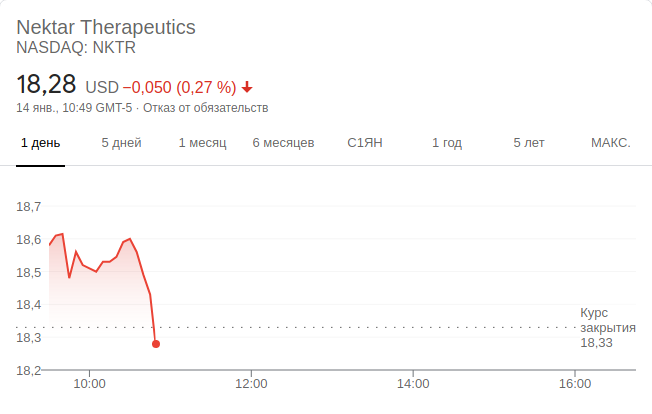 Nektar Therapeutics
NASDAQ: NKTR
18,28 USD −0,050 (0,27 %)
14 янв., 10:49 GMT-5 · Отказ от обязательств
1 день 5 дней 1 месяц 6 месяцев С1ЯН 1 год 5 лет МАКС.
18,7
18,6
18,5
18,4
18,3
18,2
Курс
закрытия
18,33
10:00 12:00 14:00 16:00